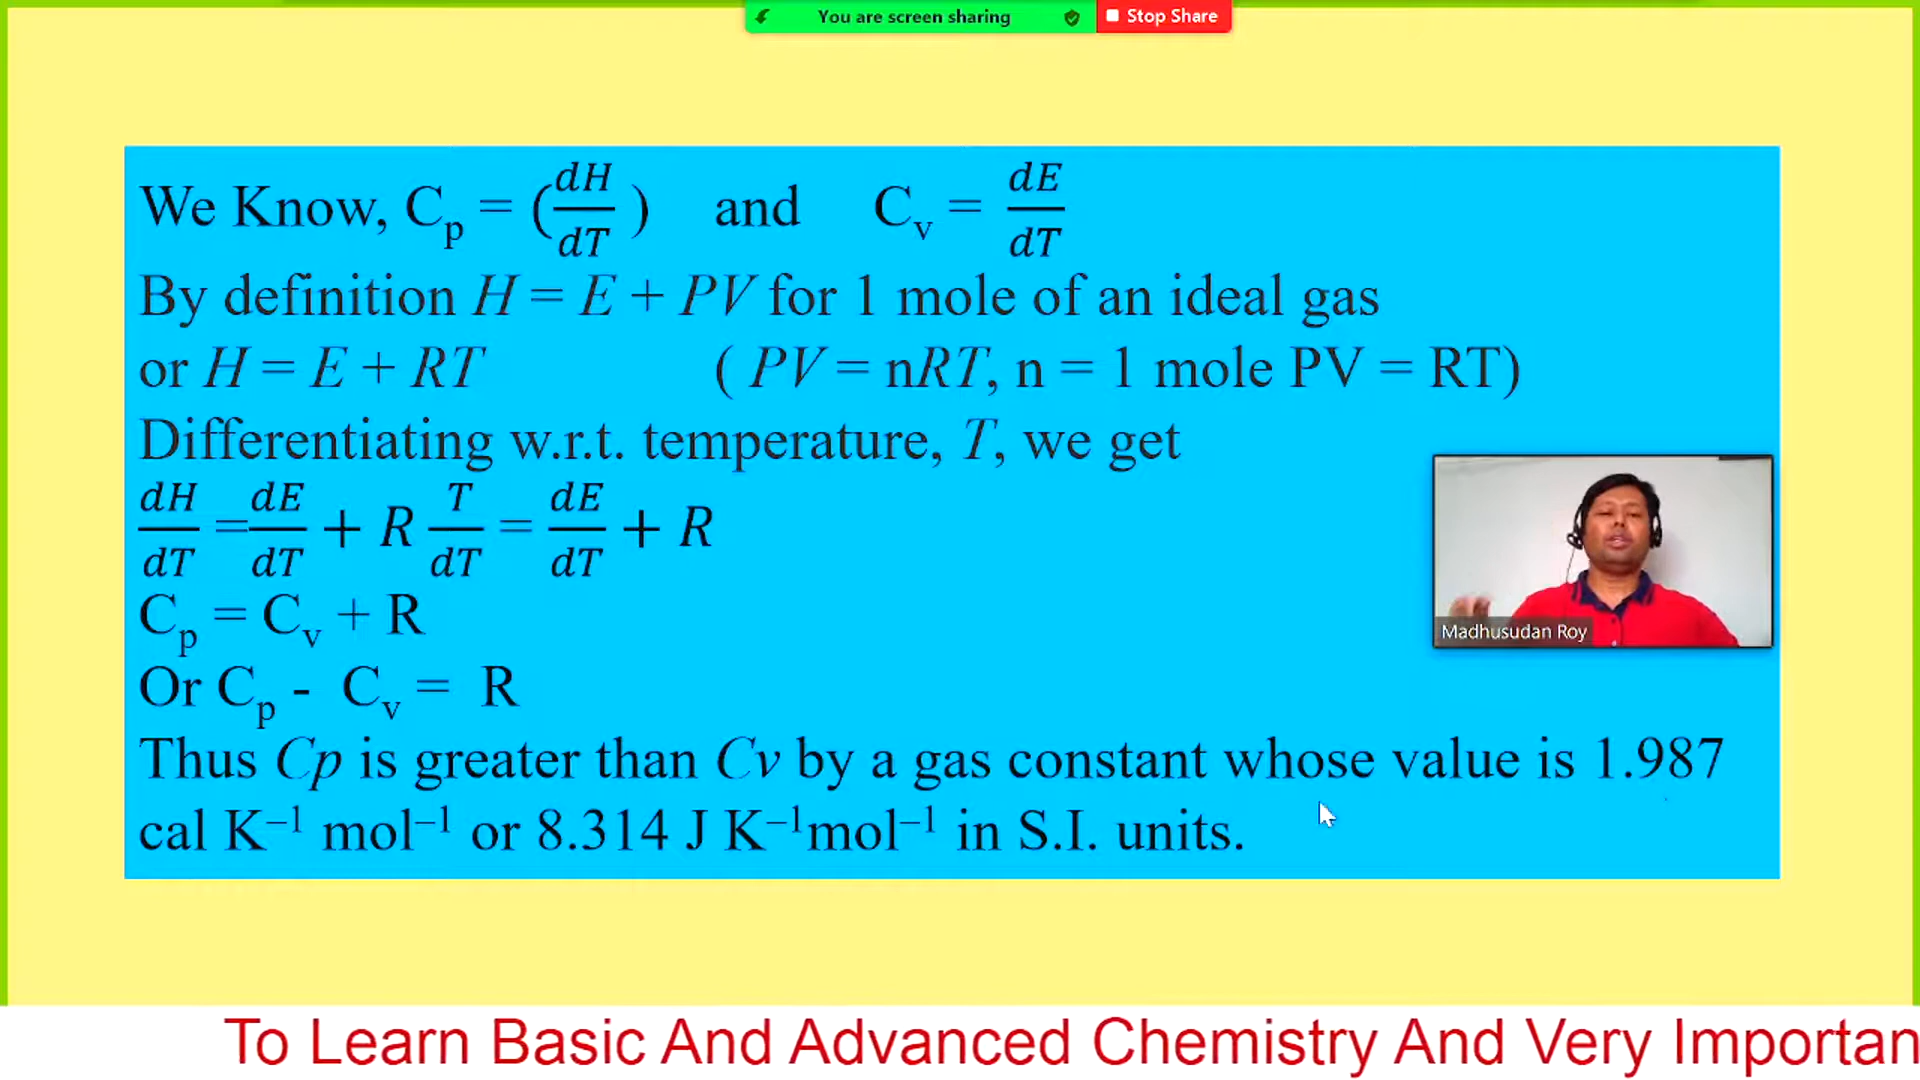 You are screen sharing
Stop Share
We Know, Cp = (dH/dT) and Cv = dE/dT
By definition H = E + PV for 1 mole of an ideal gas
or H = E + RT ( PV = nRT, n = 1 mole PV = RT)
Differentiating w.r.t. temperature, T, we get
dH/dT = dE/dT + R T/dT = dE/dT + R
Cp = Cv + R
Or Cp - Cv = R
Thus Cp is greater than Cv by a gas constant whose value is 1.987
cal K⁻¹ mol⁻¹ or 8.314 J K⁻¹mol⁻¹ in S.I. units.
Madhusudan Roy
To Learn Basic And Advanced Chemistry And Very Importan